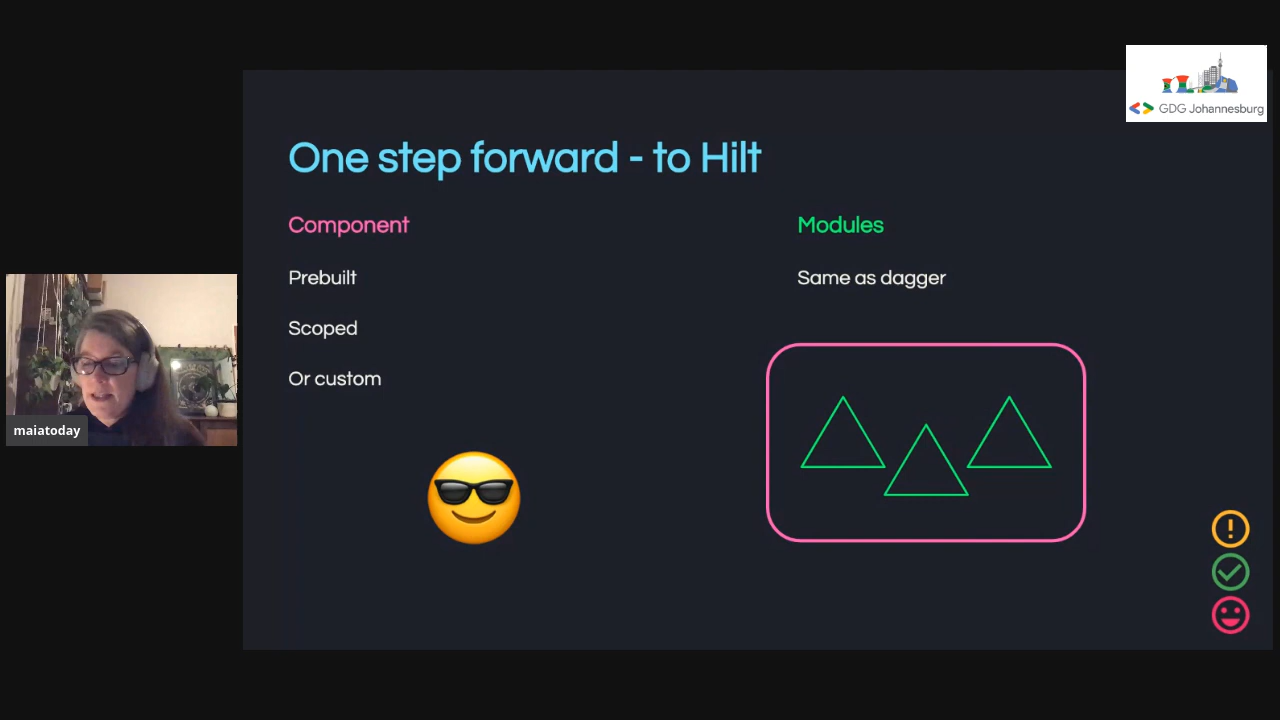 GDG Johannesburg
One step forward - to Hilt
Component
Prebuilt
Scoped
Or custom
Modules
Same as dagger
maiatoday